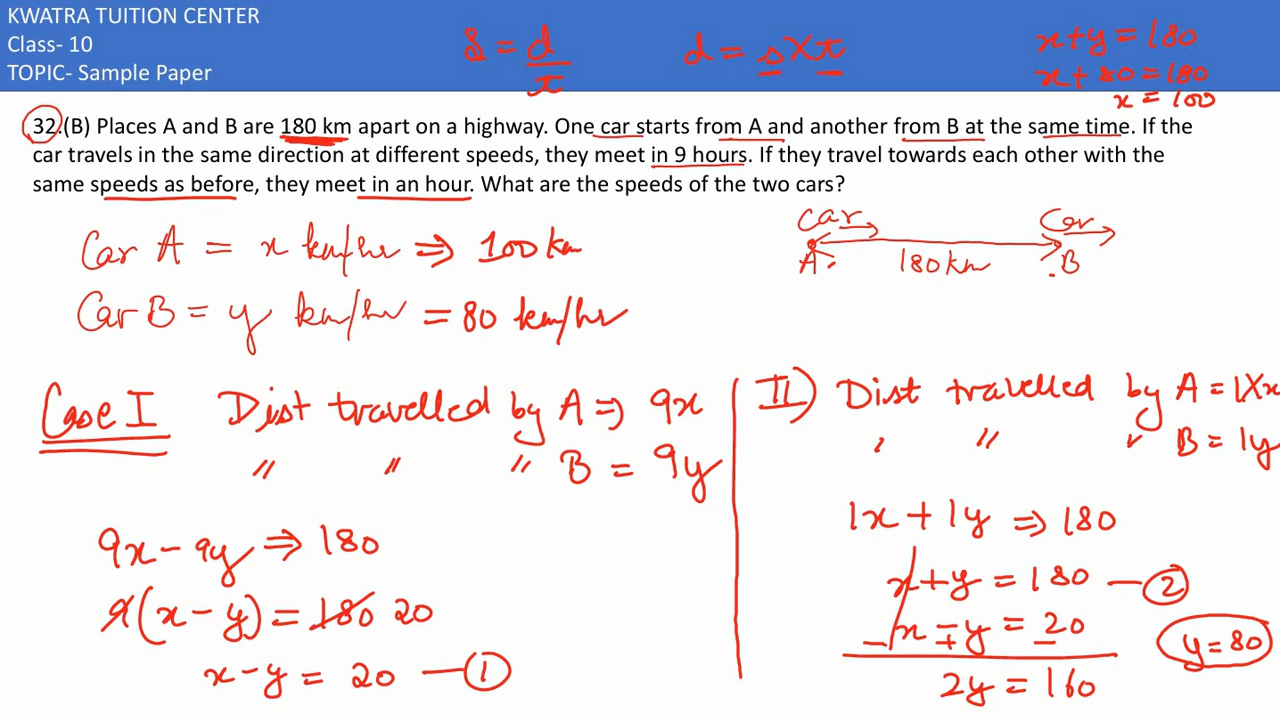 KWATRA TUITION CENTER
Class- 10
TOPIC- Sample Paper
S = d/t
d = s X t
x + y = 180
x + 80 = 180
x = 100
32.(B) Places A and B are 180 km apart on a highway. One car starts from A and another from B at the same time. If the
car travels in the same direction at different speeds, they meet in 9 hours. If they travel towards each other with the
same speeds as before, they meet in an hour. What are the speeds of the two cars?
Car A = x km/hr ⇒ 100 km
Car B = y km/hr = 80 km/hr
Car Car
A 180 km B
Case I Dist travelled by A ⇒ 9x
" " " B = 9y
9x - 9y ⇒ 180
9(x - y) = 180 20
x - y = 20 — 1
II) Dist travelled by A = 1Xx
" " " B = 1y
1x + 1y ⇒ 180
x + y = 180 — 2
x - y = 20
2y = 160
y = 80